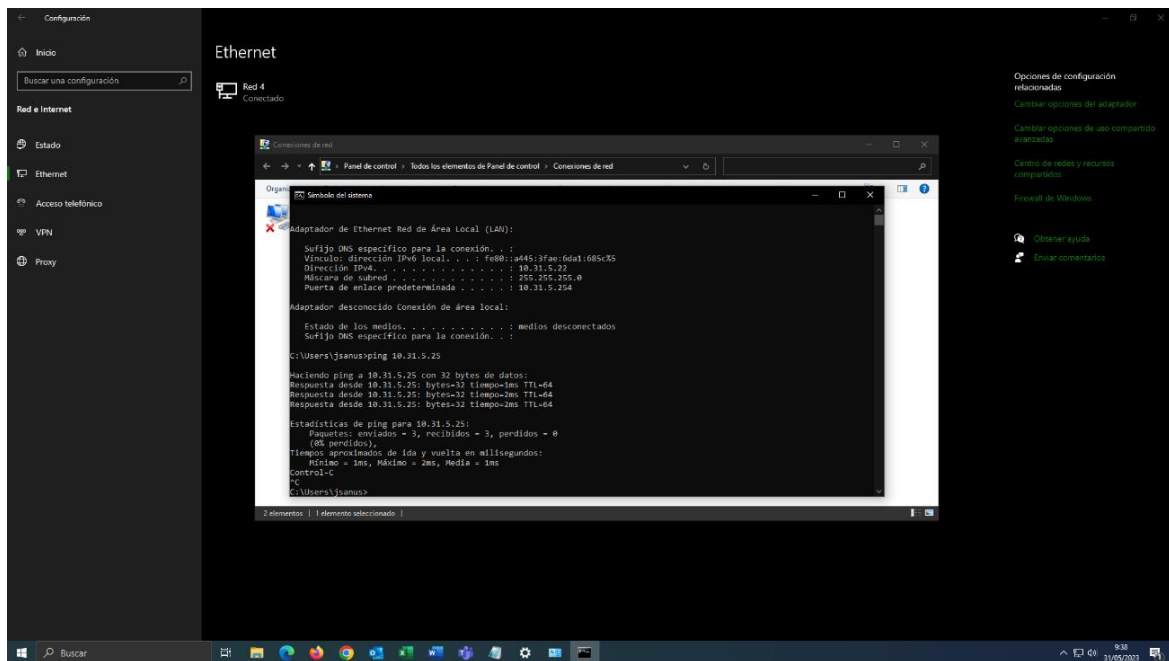 Configuración
Inicio
Buscar una configuración
Red e Internet
Estado
Ethernet
Acceso telefónico
VPN
Proxy
Ethernet
Red 4
Conectado
Opciones de configuración
relacionadas
Cambiar opciones del adaptador
Cambiar opciones de uso compartido
avanzadas
Centro de redes y recursos
compartidos
Firewall de Windows
Obtener ayuda
Enviar comentarios
Conexiones de red
Panel de control > Todos los elementos de Panel de control > Conexiones de red
Organi
Símbolo del sistema
Adaptador de Ethernet Red de Área Local (LAN):
Sufijo DNS específico para la conexión. . :
Vínculo: dirección IPv6 local. . . : fe80::a445:3fae:6da1:685c%5
Dirección IPv4. . . . . . . . . . . . . . : 10.31.5.22
Máscara de subred . . . . . . . . . . . . : 255.255.255.0
Puerta de enlace predeterminada . . . . . : 10.31.5.254
Adaptador desconocido Conexión de área local:
Estado de los medios. . . . . . . . . . . : medios desconectados
Sufijo DNS específico para la conexión. . :
C:\Users\jsanus>ping 10.31.5.25
Haciendo ping a 10.31.5.25 con 32 bytes de datos:
Respuesta desde 10.31.5.25: bytes=32 tiempo=1ms TTL=64
Respuesta desde 10.31.5.25: bytes=32 tiempo=2ms TTL=64
Respuesta desde 10.31.5.25: bytes=32 tiempo=2ms TTL=64
Estadísticas de ping para 10.31.5.25:
Paquetes: enviados = 3, recibidos = 3, perdidos = 0
(0% perdidos),
Tiempos aproximados de ida y vuelta en milisegundos:
Mínimo = 1ms, Máximo = 2ms, Media = 1ms
Control-C
^C
C:\Users\jsanus>
2 elementos | 1 elemento seleccionado |
Buscar
9:38
31/05/2023